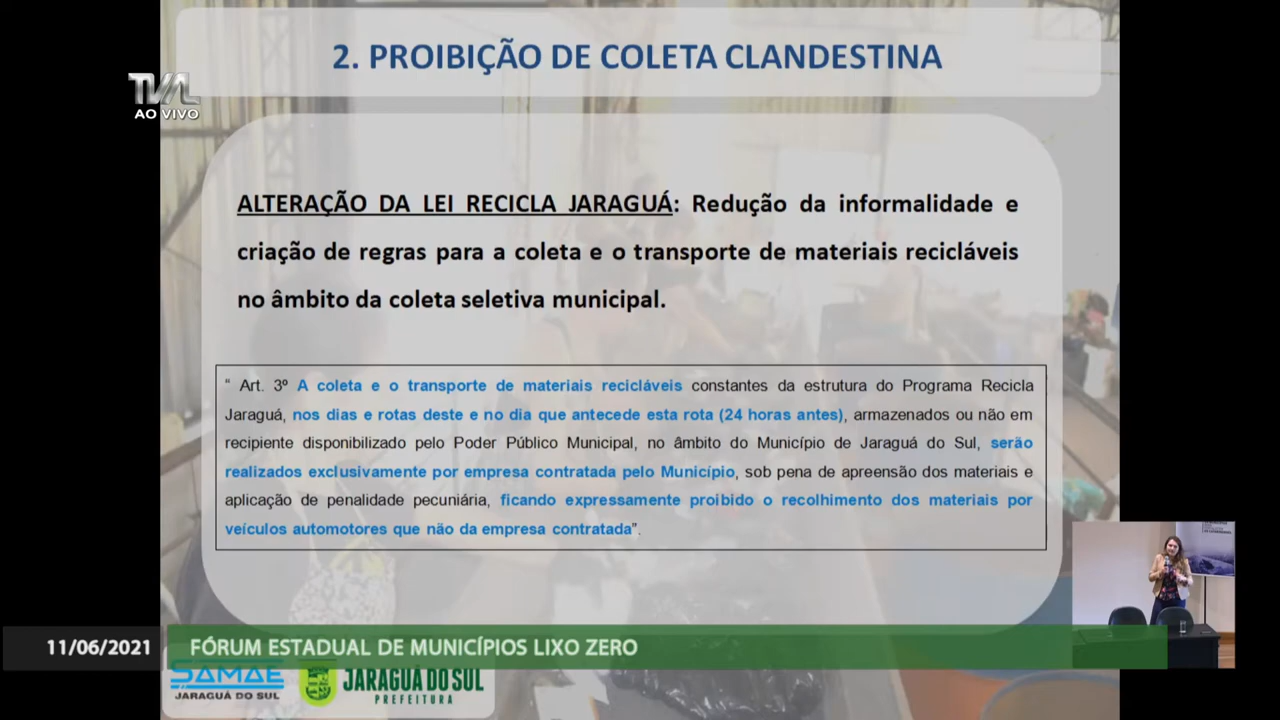 2. PROIBIÇÃO DE COLETA CLANDESTINA
TVAL
AO VIVO
ALTERAÇÃO DA LEI RECICLA JARAGUÁ: Redução da informalidade e
criação de regras para a coleta e o transporte de materiais recicláveis
no âmbito da coleta seletiva municipal.
“ Art. 3º A coleta e o transporte de materiais recicláveis constantes da estrutura do Programa Recicla
Jaraguá, nos dias e rotas deste e no dia que antecede esta rota (24 horas antes), armazenados ou não em
recipiente disponibilizado pelo Poder Público Municipal, no âmbito do Município de Jaraguá do Sul, serão
realizados exclusivamente por empresa contratada pelo Município, sob pena de apreensão dos materiais e
aplicação de penalidade pecuniária, ficando expressamente proibido o recolhimento dos materiais por
veículos automotores que não da empresa contratada”.
11/06/2021
FÓRUM ESTADUAL DE MUNICÍPIOS LIXO ZERO
SAMAE
JARAGUÁ DO SUL
JARAGUÁ DO SUL
PREFEITURA